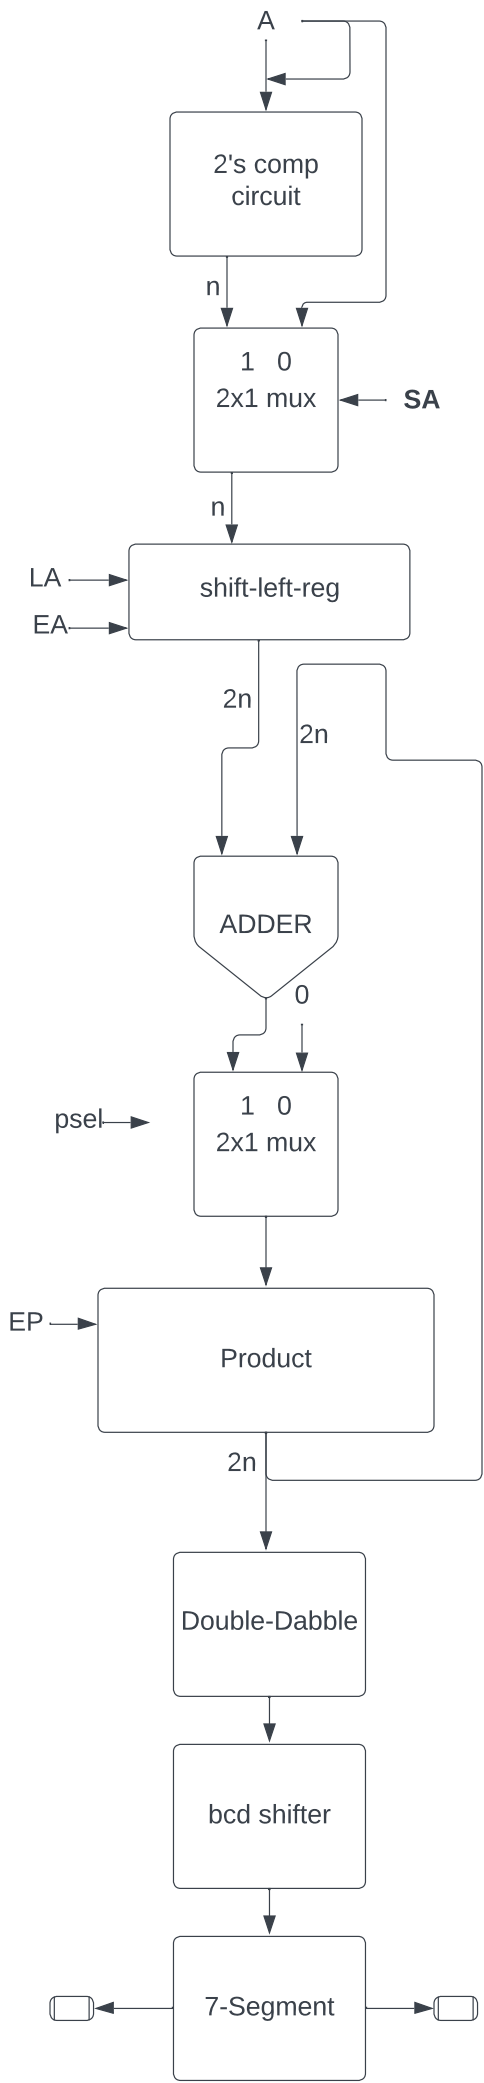 A
2's comp
circuit
n
1 0
2x1 mux
SA
n
shift-left-reg
LA
EA
2n
2n
ADDER
0
1 0
2x1 mux
psel
Product
EP
2n
Double-Dabble
bcd shifter
7-Segment